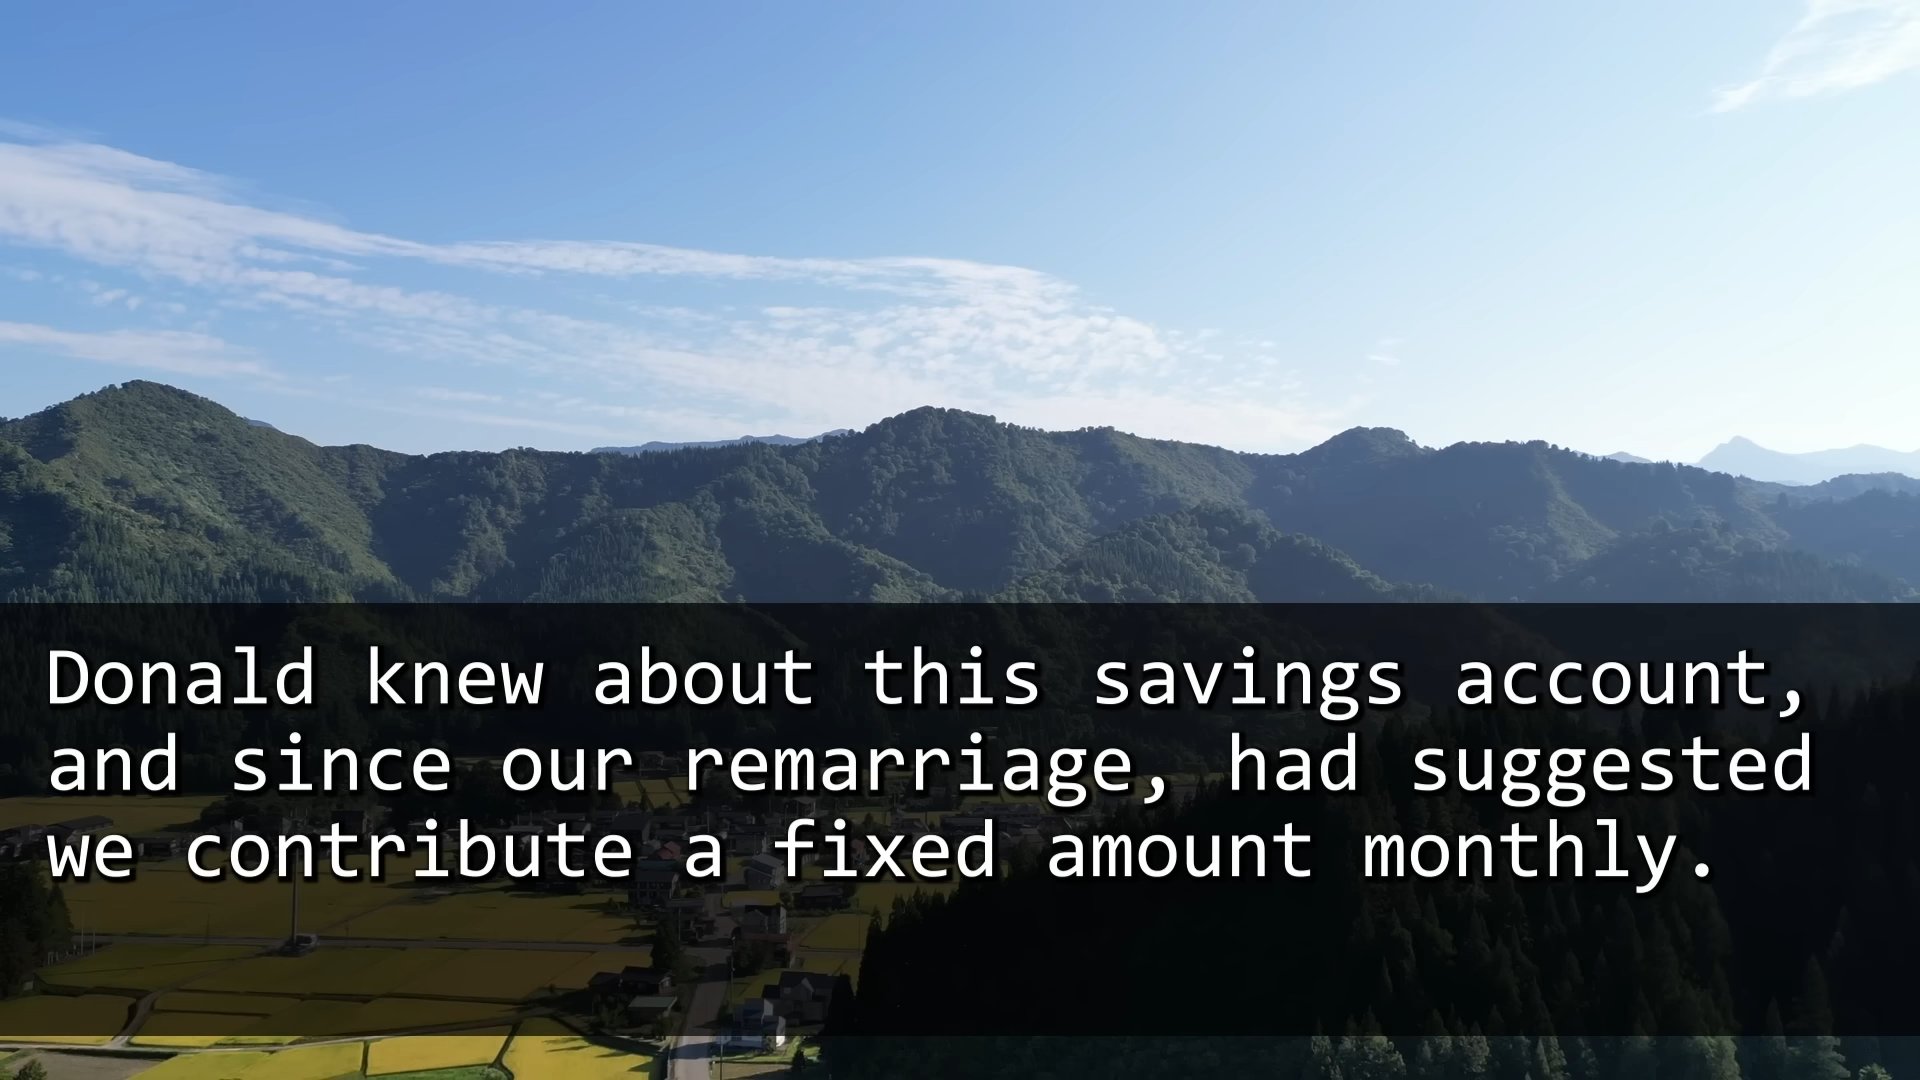 Donald knew about this savings account,
and since our remarriage, had suggested
we contribute a fixed amount monthly.